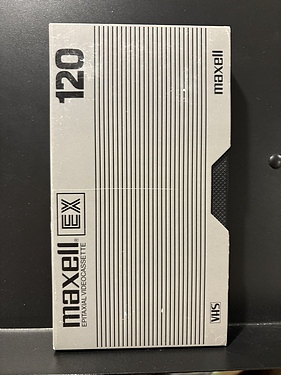 120
maxell
maxell® EX
EPITAXIAL VIDEOCASSETTE
VHS